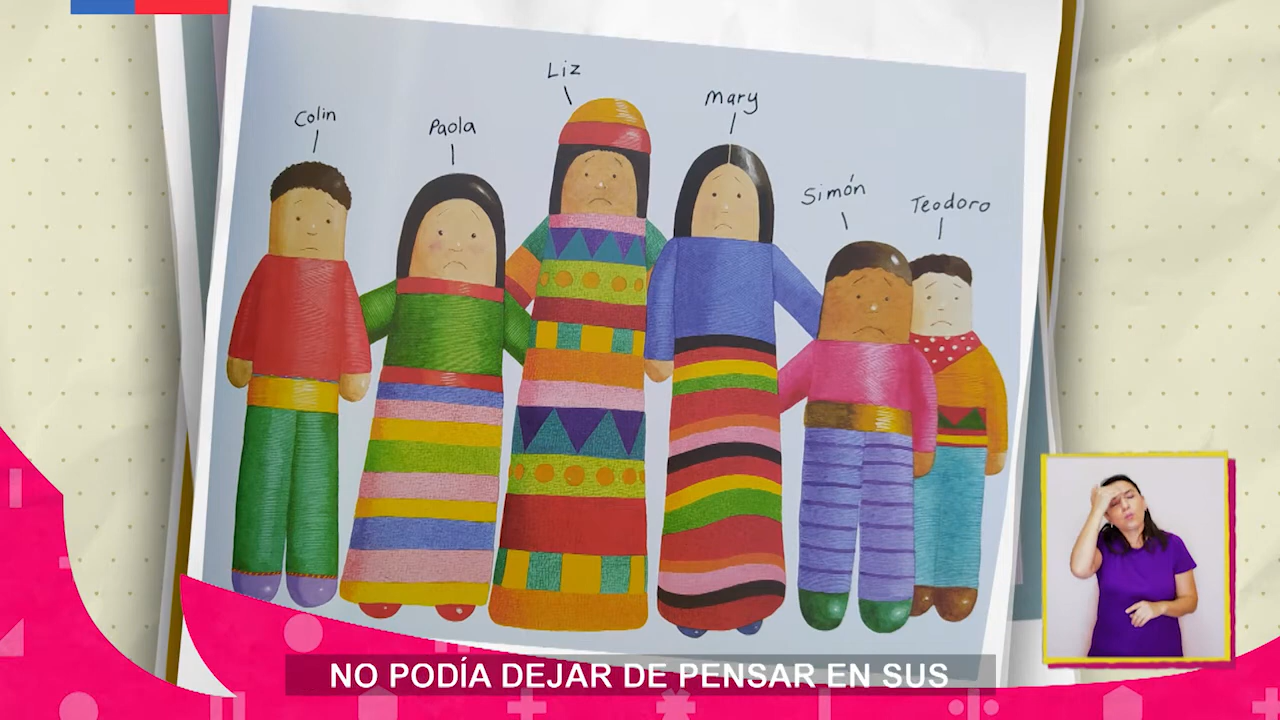 Liz
Mary
Colin
Paola
Simón
Teodoro
NO PODÍA DEJAR DE PENSAR EN SUS